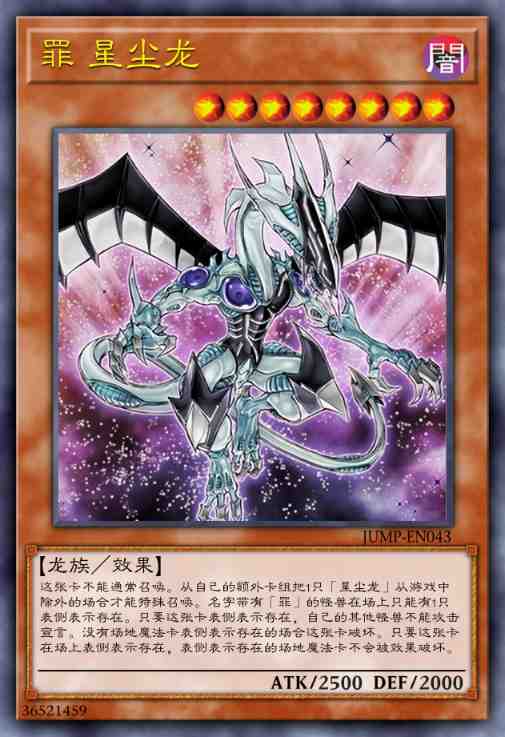 罪 星尘龙
闇
JUMP-EN043
【龙族／效果】
这张卡不能通常召唤。从自己的额外卡组把1只「星尘龙」从游戏中
除外的场合才能特殊召唤。名字带有「罪」的怪兽在场上只能有1只
表侧表示存在。只要这张卡表侧表示存在，自己的其他怪兽不能攻击
宣言。没有场地魔法卡表侧表示存在的场合这张卡破坏。只要这张卡
在场上表侧表示存在，表侧表示存在的场地魔法卡不会被效果破坏。
ATK/2500 DEF/2000
36521459